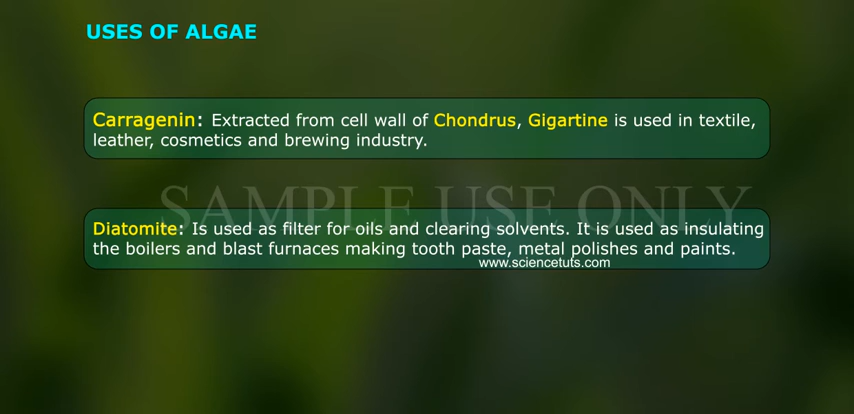 USES OF ALGAE
Carragenin: Extracted from cell wall of Chondrus, Gigartine is used in textile,
leather, cosmetics and brewing industry.
SAMPLE USE ONLY
Diatomite: Is used as filter for oils and clearing solvents. It is used as insulating
the boilers and blast furnaces making tooth paste, metal polishes and paints.
www.sciencetuts.com